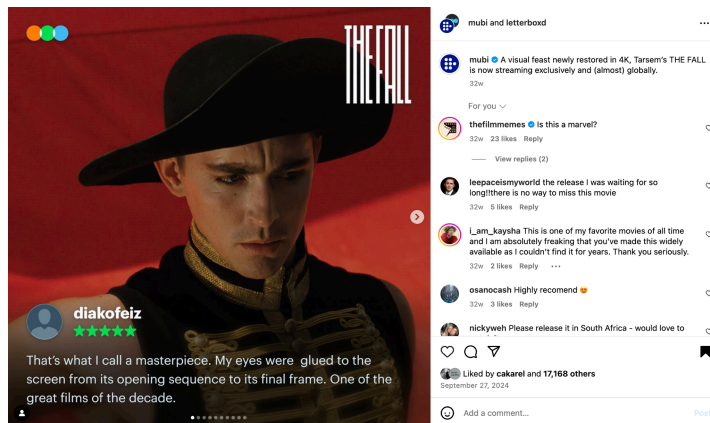 THE FALL
diakofeiz
That's what I call a masterpiece. My eyes were glued to the
screen from its opening sequence to its final frame. One of the
great films of the decade.
mubi and letterboxd
mubi A visual feast newly restored in 4K, Tarsem's THE FALL
is now streaming exclusively and (almost) globally.
32w
For you
thefilmmemes Is this a marvel?
32w 23 likes Reply
View replies (2)
leepaceismyworld the release I was waiting for so
long!!there is no way to miss this movie
32w 5 likes Reply
i_am_kaysha This is one of my favorite movies of all time
and I am absolutely freaking that you've made this widely
available as I couldn't find it for years. Thank you seriously.
32w 2 likes Reply
osanocash Highly recomend 😍
32w 3 likes Reply
nickyweh Please release it in South Africa - would love to
Liked by cakarel and 17,168 others
September 27, 2024
Add a comment...
Post